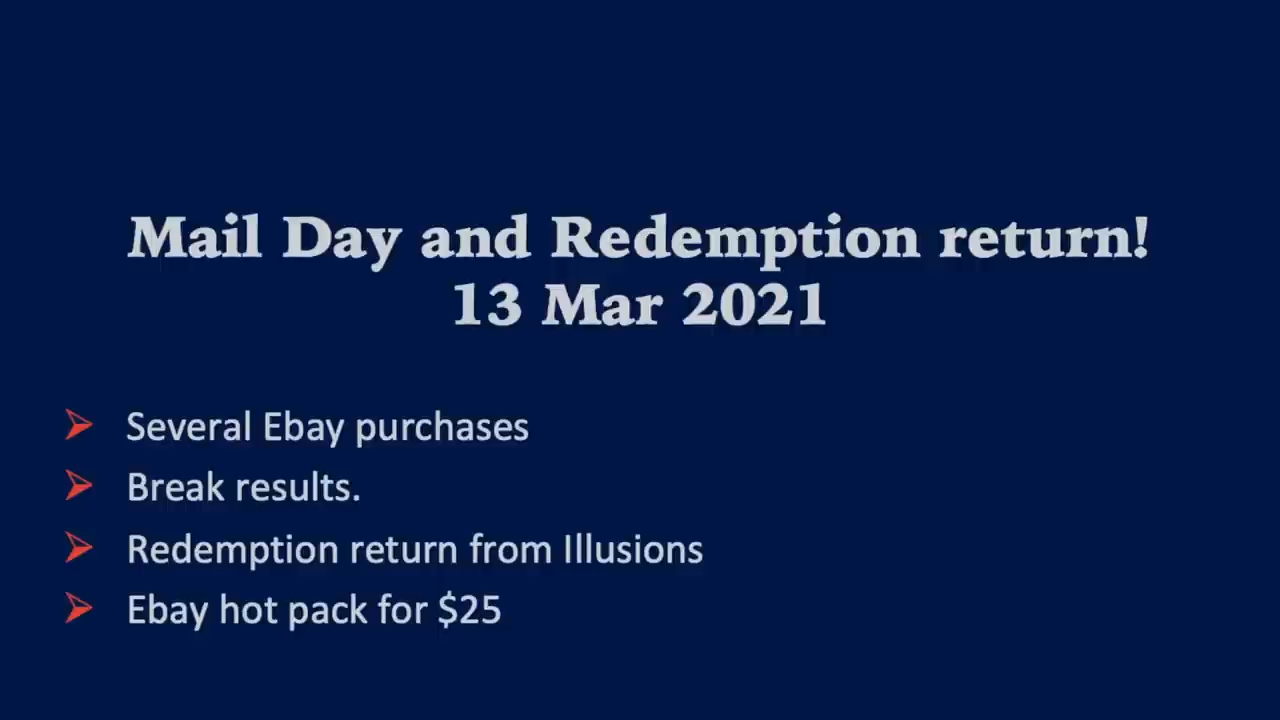 Mail Day and Redemption return!
13 Mar 2021
Several Ebay purchases
Break results.
Redemption return from Illusions
Ebay hot pack for $25